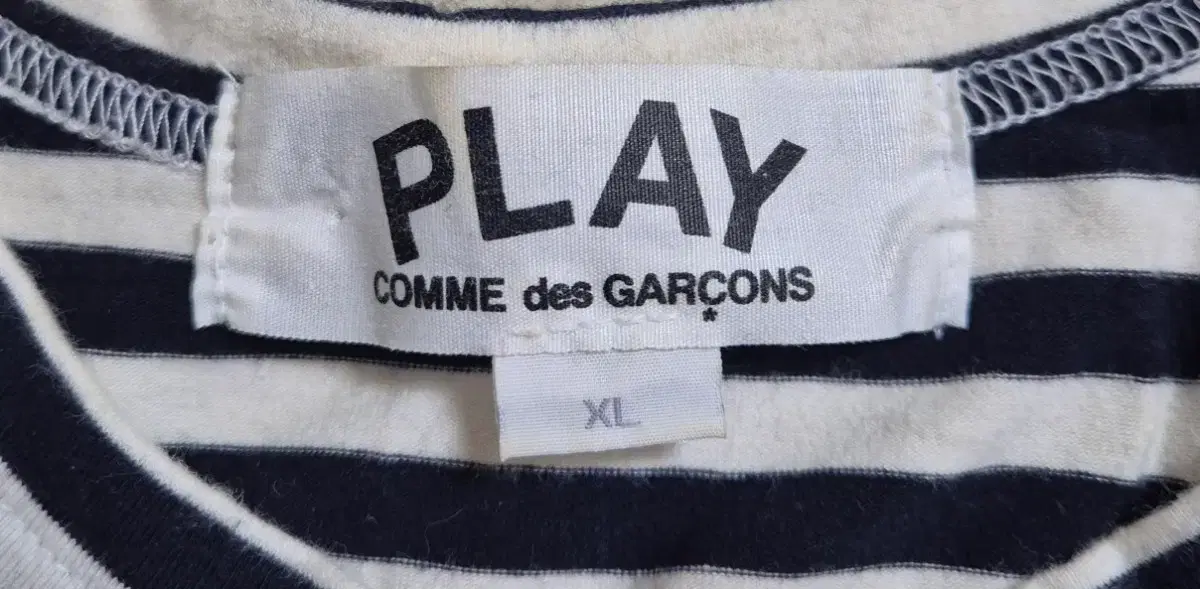 PLAY
COMME des GARÇONS
*
XL